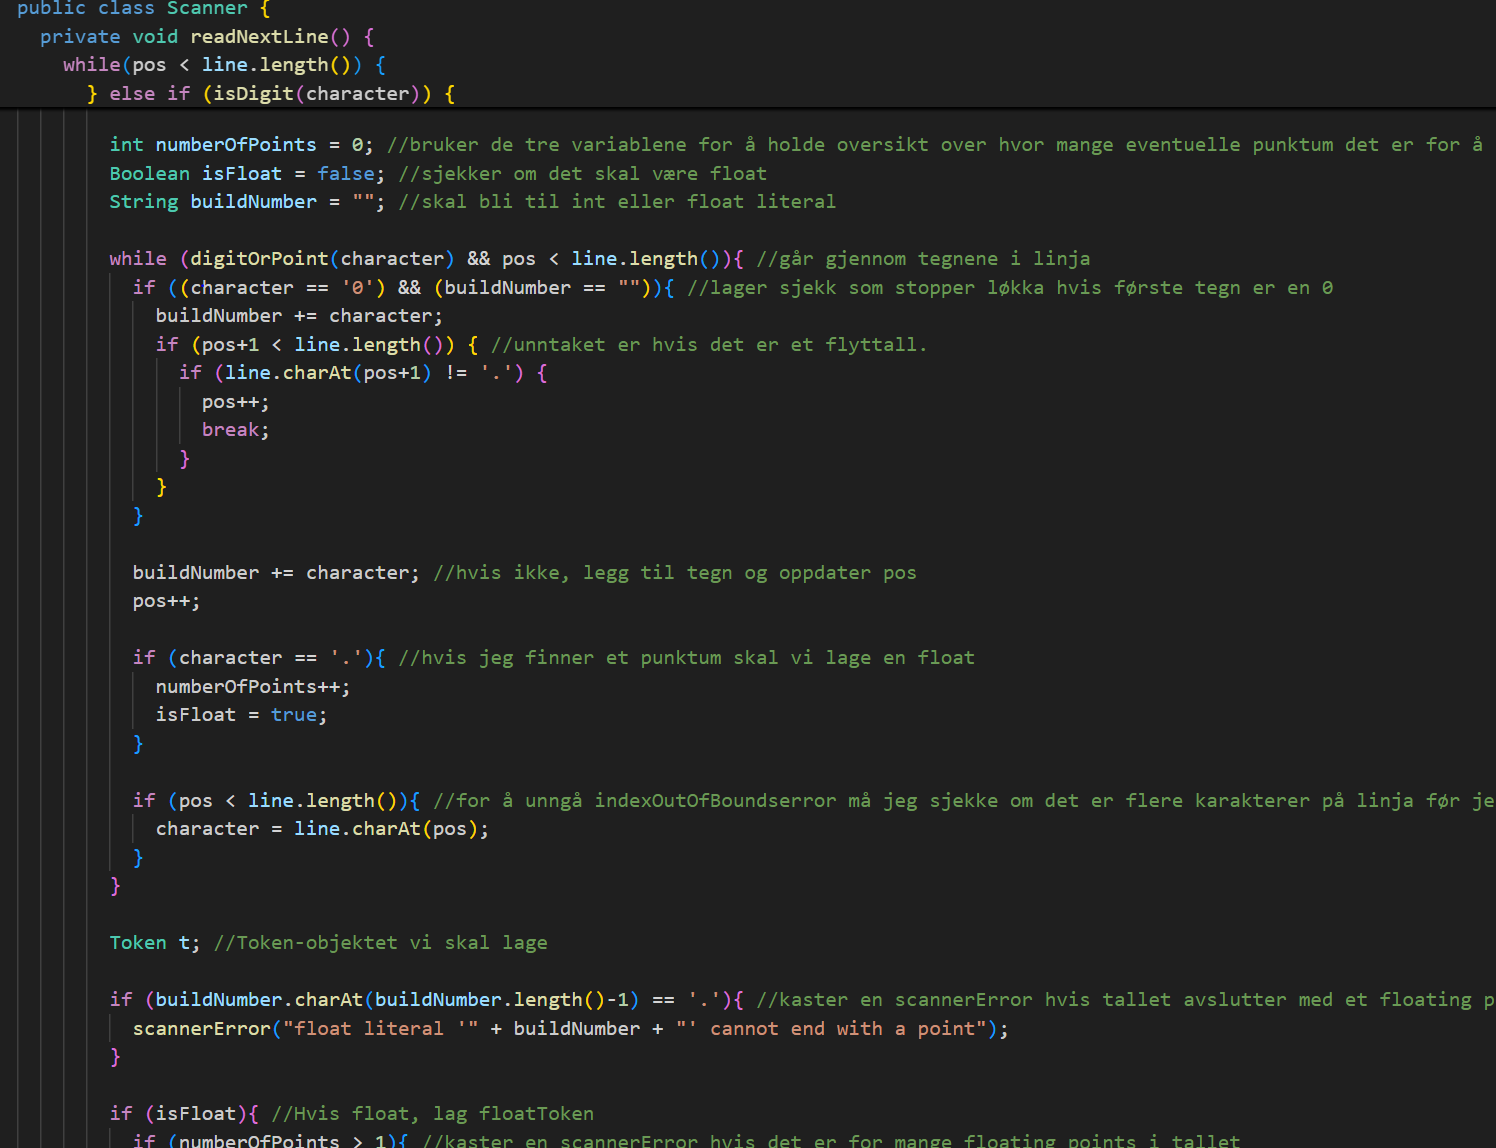 public class Scanner {
private void readNextLine() {
while(pos < line.length()) {
} else if (isDigit(character)) {
int numberOfPoints = 0; //bruker de tre variablene for å holde oversikt over hvor mange eventuelle punktum det er for å
Boolean isFloat = false; //sjekker om det skal være float
String buildNumber = ""; //skal bli til int eller float literal
while (digitOrPoint(character) && pos < line.length()){ //går gjennom tegnene i linja
if ((character == '0') && (buildNumber == "")){ //lager sjekk som stopper løkka hvis første tegn er en 0
buildNumber += character;
if (pos+1 < line.length()) { //unntaket er hvis det er et flyttall.
if (line.charAt(pos+1) != '.') {
pos++;
break;
}
}
}
buildNumber += character; //hvis ikke, legg til tegn og oppdater pos
pos++;
if (character == '.'){ //hvis jeg finner et punktum skal vi lage en float
numberOfPoints++;
isFloat = true;
}
if (pos < line.length()){ //for å unngå indexOutOfBoundserror må jeg sjekke om det er flere karakterer på linja før je
character = line.charAt(pos);
}
}
Token t; //Token-objektet vi skal lage
if (buildNumber.charAt(buildNumber.length()-1) == '.'){ //kaster en scannerError hvis tallet avslutter med et floating p
scannerError("float literal '" + buildNumber + "' cannot end with a point");
}
if (isFloat){ //Hvis float, lag floatToken
if (numberOfPoints > 1){ //kaster en scannerError hvis det er for mange floating points i tallet